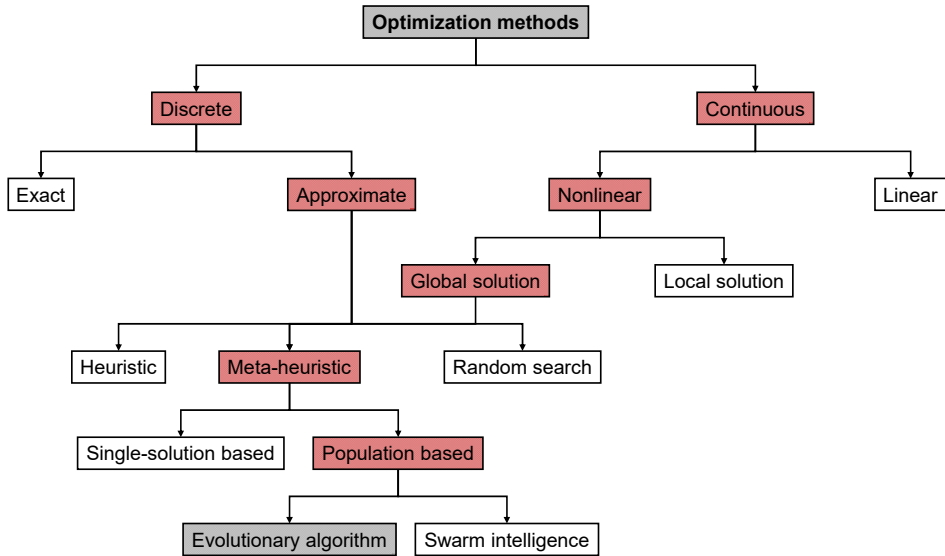 Optimization methods
Discrete
Continuous
Exact
Approximate
Nonlinear
Linear
Global solution
Local solution
Heuristic
Meta-heuristic
Random search
Single-solution based
Population based
Evolutionary algorithm
Swarm intelligence